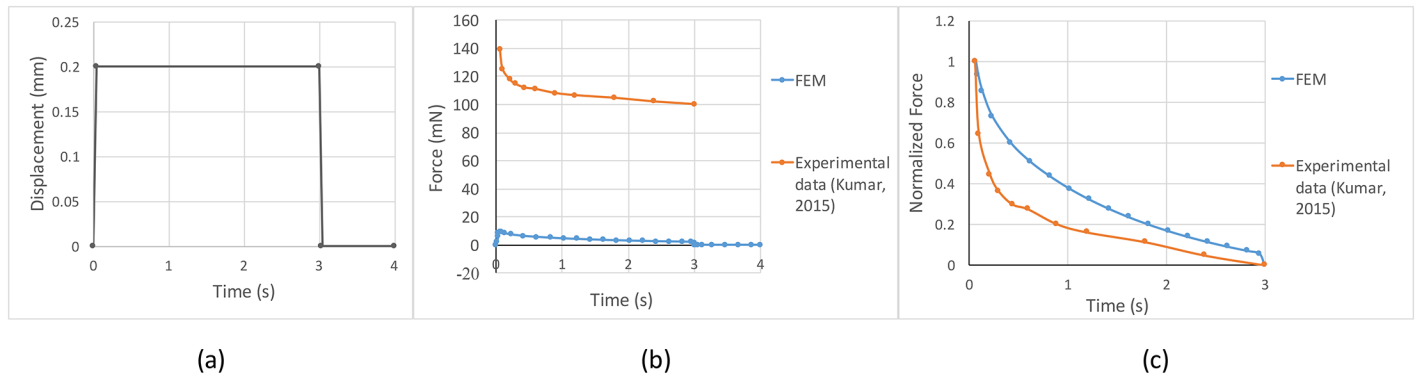 0.25
0.2
0.15
0.1
0.05
0
0 1 2 3 4
Displacement (mm)
Time (s)
(a)
160
140
120
100
80
60
40
20
0
-20
0 1 2 3 4
Force (mN)
Time (s)
FEM
Experimental
data (Kumar,
2015)
(b)
1.2
1
0.8
0.6
0.4
0.2
0
0 1 2 3
Normalized Force
Time (s)
FEM
Experimental
data (Kumar,
2015)
(c)